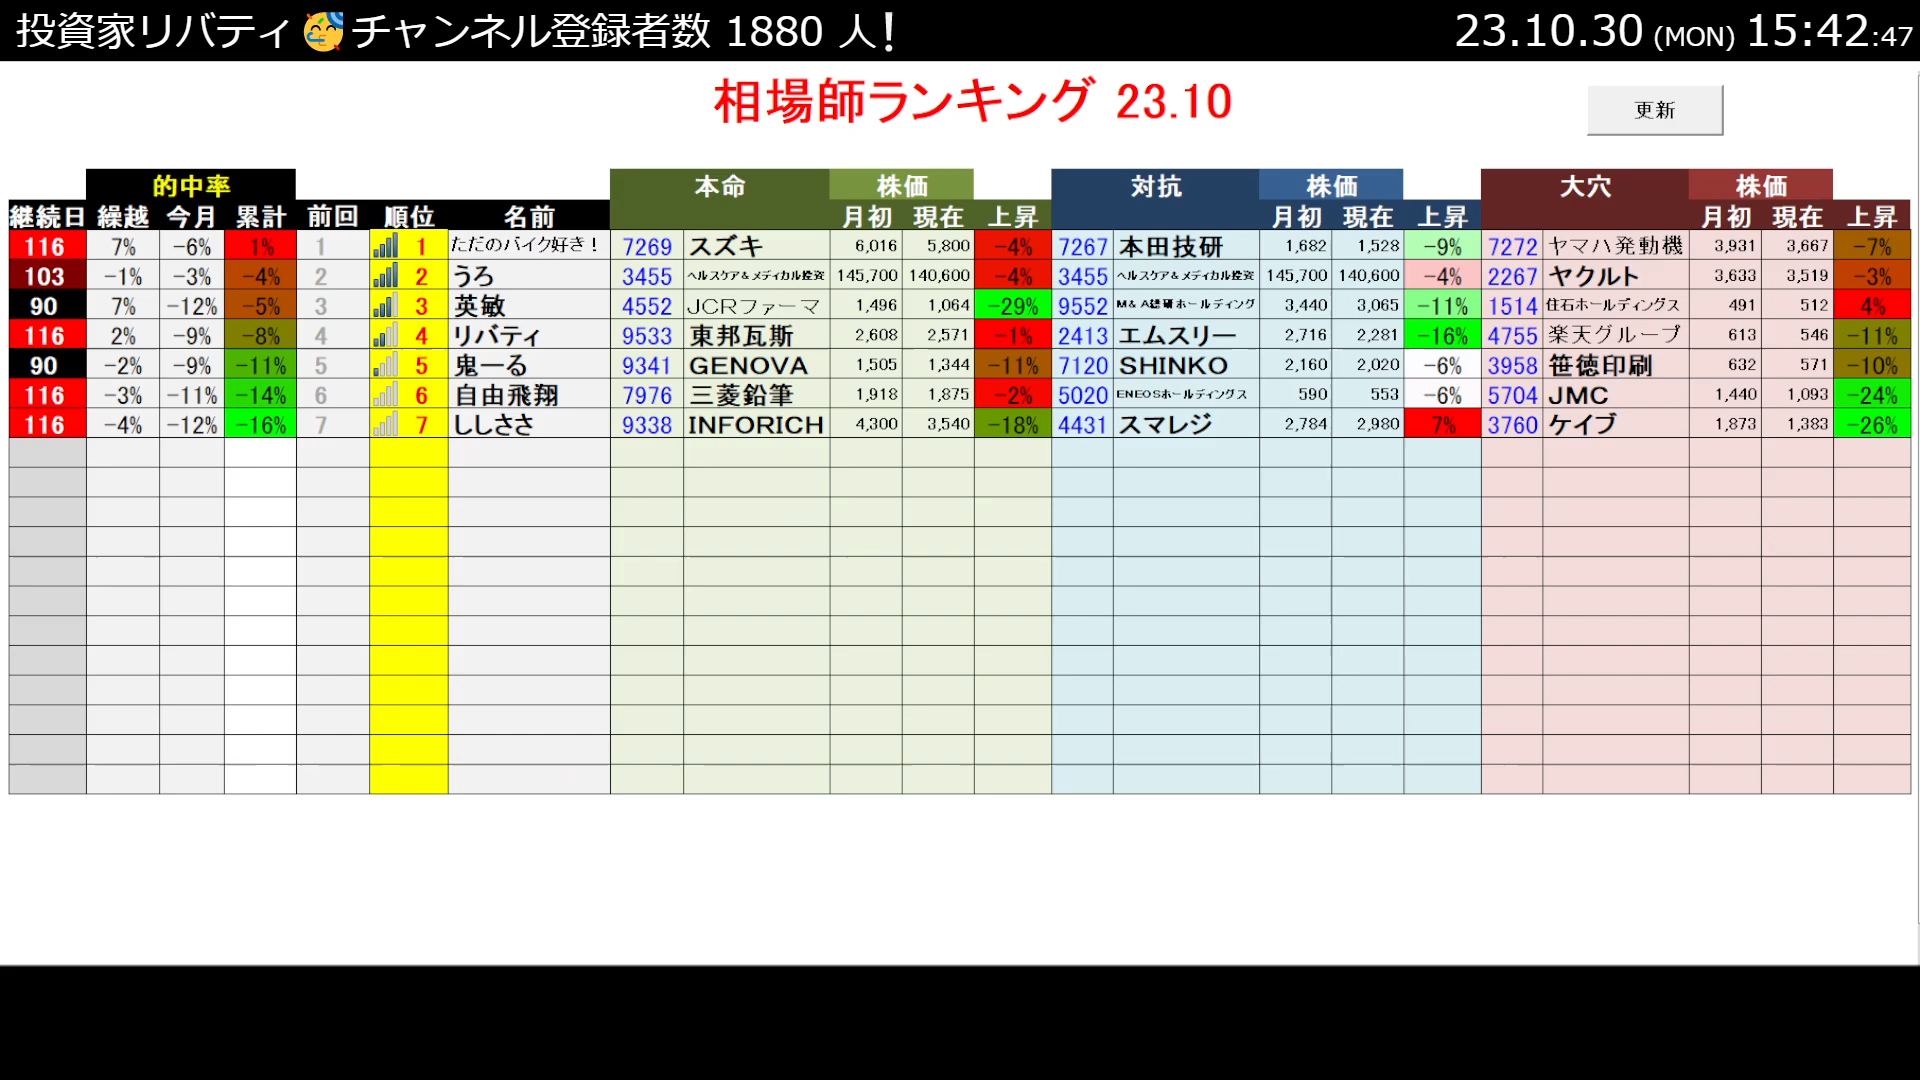 投資家リバティ🥳チャンネル登録者数 1880 人!
23.10.30 (MON) 15:42:47
相場師ランキング 23.10
更新
的中率 本命 株価 対抗 株価 大穴 株価
継続日 繰越 今月 累計 前回 順位 名前 月初 現在 上昇 月初 現在 上昇 月初 現在 上昇
116 7% -6% 1% 1 1 ただのバイク好き! 7269 スズキ 6,016 5,800 -4% 7267 本田技研 1,682 1,528 -9% 7272 ヤマハ発動機 3,931 3,667 -7%
103 -1% -3% -4% 2 2 うろ 3455 ヘルスケア&メディカル投資 145,700 140,600 -4% 3455 ヘルスケア&メディカル投資 145,700 140,600 -4% 2267 ヤクルト 3,633 3,519 -3%
90 7% -12% -5% 3 3 英敏 4552 JCRファーマ 1,496 1,064 -29% 9552 M&A総研ホールディング 3,440 3,065 -11% 1514 住石ホールディングス 491 512 4%
116 2% -9% -8% 4 4 リバティ 9533 東邦瓦斯 2,608 2,571 -1% 2413 エムスリー 2,716 2,281 -16% 4755 楽天グループ 613 546 -11%
90 -2% -9% -11% 5 5 鬼一る 9341 GENOVA 1,505 1,344 -11% 7120 SHINKO 2,160 2,020 -6% 3958 笹徳印刷 632 571 -10%
116 -3% -11% -14% 6 6 自由飛翔 7976 三菱鉛筆 1,918 1,875 -2% 5020 ENEOSホールディングス 590 553 -6% 5704 JMC 1,440 1,093 -24%
116 -4% -12% -16% 7 7 ししささ 9338 INFORICH 4,300 3,540 -18% 4431 スマレジ 2,784 2,980 7% 3760 ケイブ 1,873 1,383 -26%